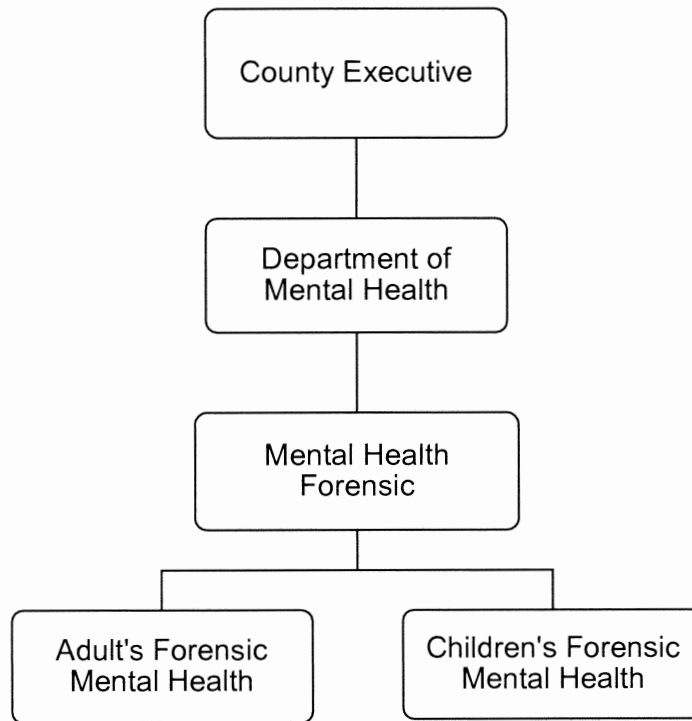 County Executive
Department of
Mental Health
Mental Health
Forensic
Adult's Forensic
Mental Health
Children's Forensic
Mental Health